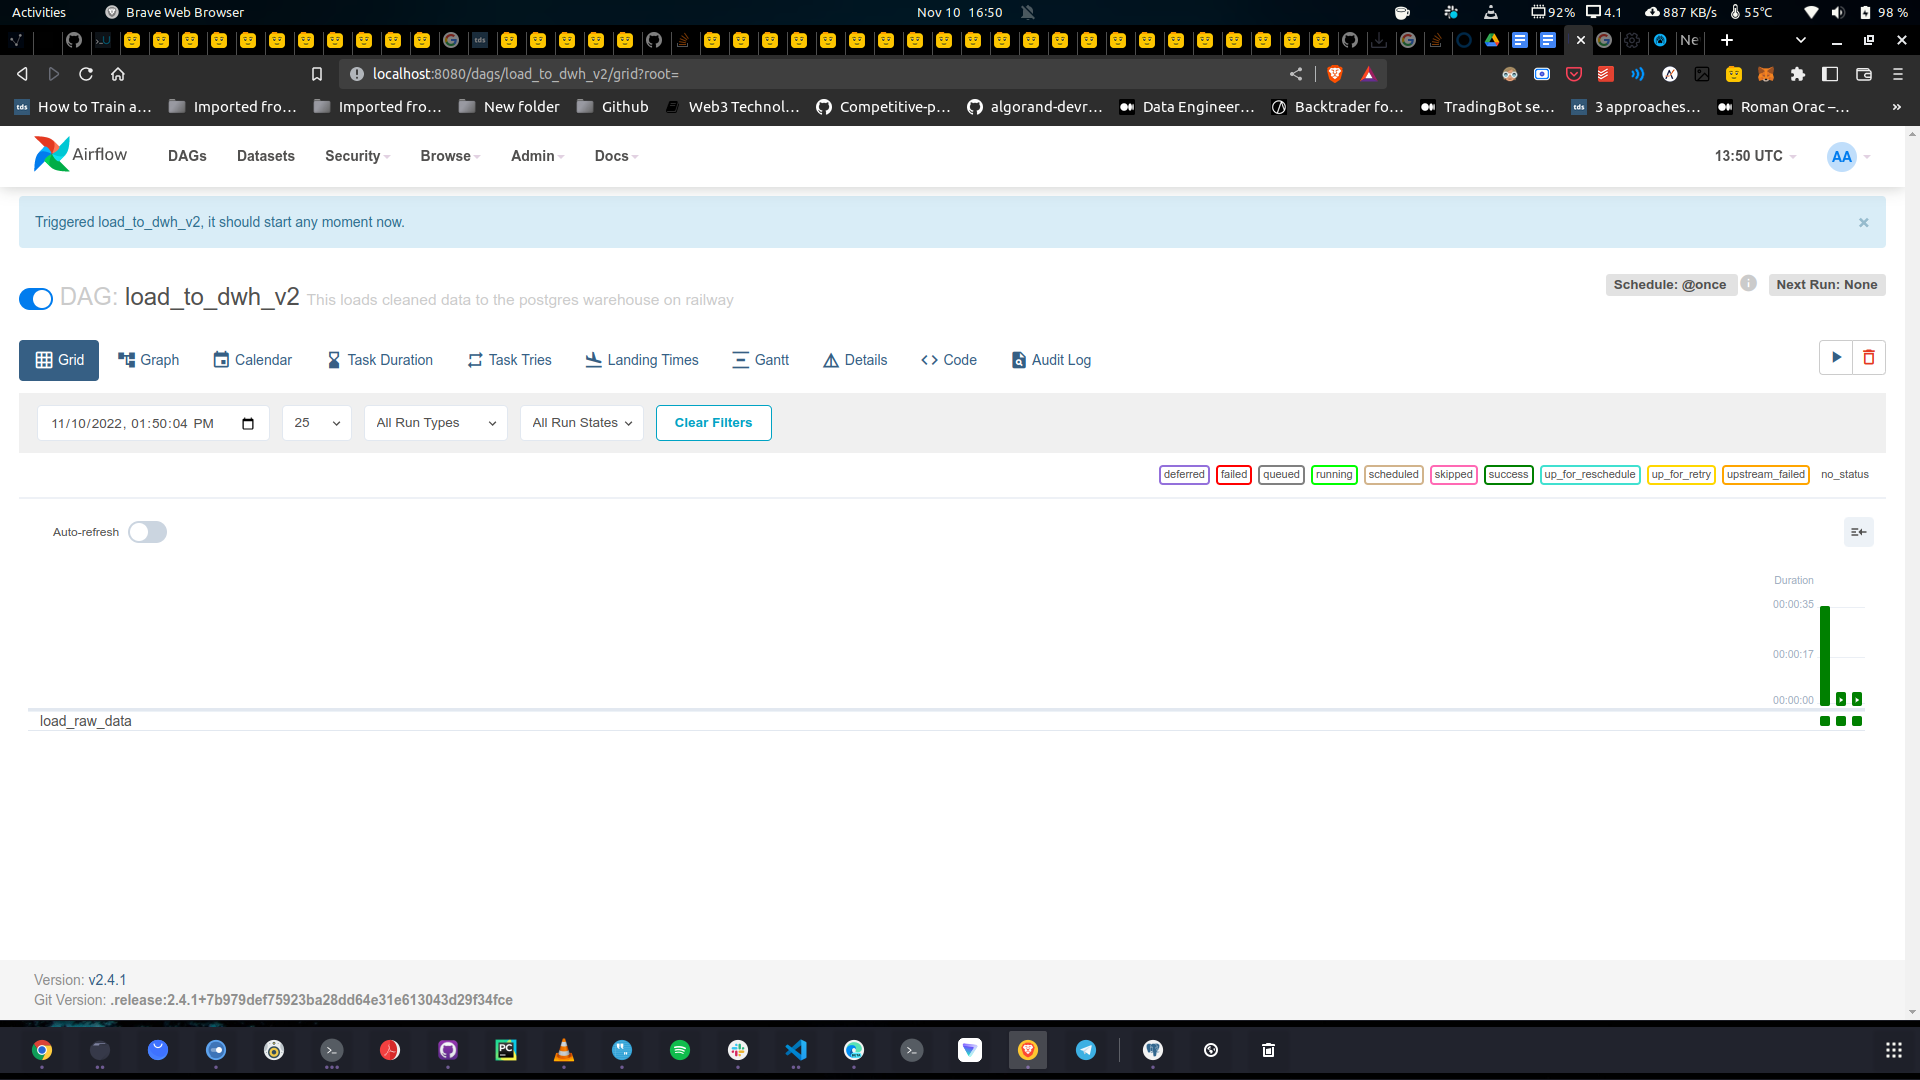 Activities Brave Web Browser Nov 10 16:50 92% 4.1 887 KB/s 55°C 98 %
tds Ne
localhost:8080/dags/load_to_dwh_v2/grid?root=
tds How to Train a... Imported fro... Imported fro... New folder Github Web3 Technol... Competitive-p... algorand-devr... Data Engineer... Backtrader fo... TradingBot se... tds 3 approaches... Roman Orac –... »
Airflow DAGs Datasets Security Browse Admin Docs 13:50 UTC AA
Triggered load_to_dwh_v2, it should start any moment now. ×
DAG: load_to_dwh_v2 This loads cleaned data to the postgres warehouse on railway Schedule: @once i Next Run: None
Grid Graph Calendar Task Duration Task Tries Landing Times Gantt Details Code Audit Log
11/10/2022, 01:50:04 PM 25 All Run Types All Run States Clear Filters
deferred failed queued running scheduled skipped success up_for_reschedule up_for_retry upstream_failed no_status
Auto-refresh
Duration
00:00:35
00:00:17
00:00:00
load_raw_data
Version: v2.4.1
Git Version: .release:2.4.1+7b979def75923ba28dd64e31e613043d29f34fce
PC